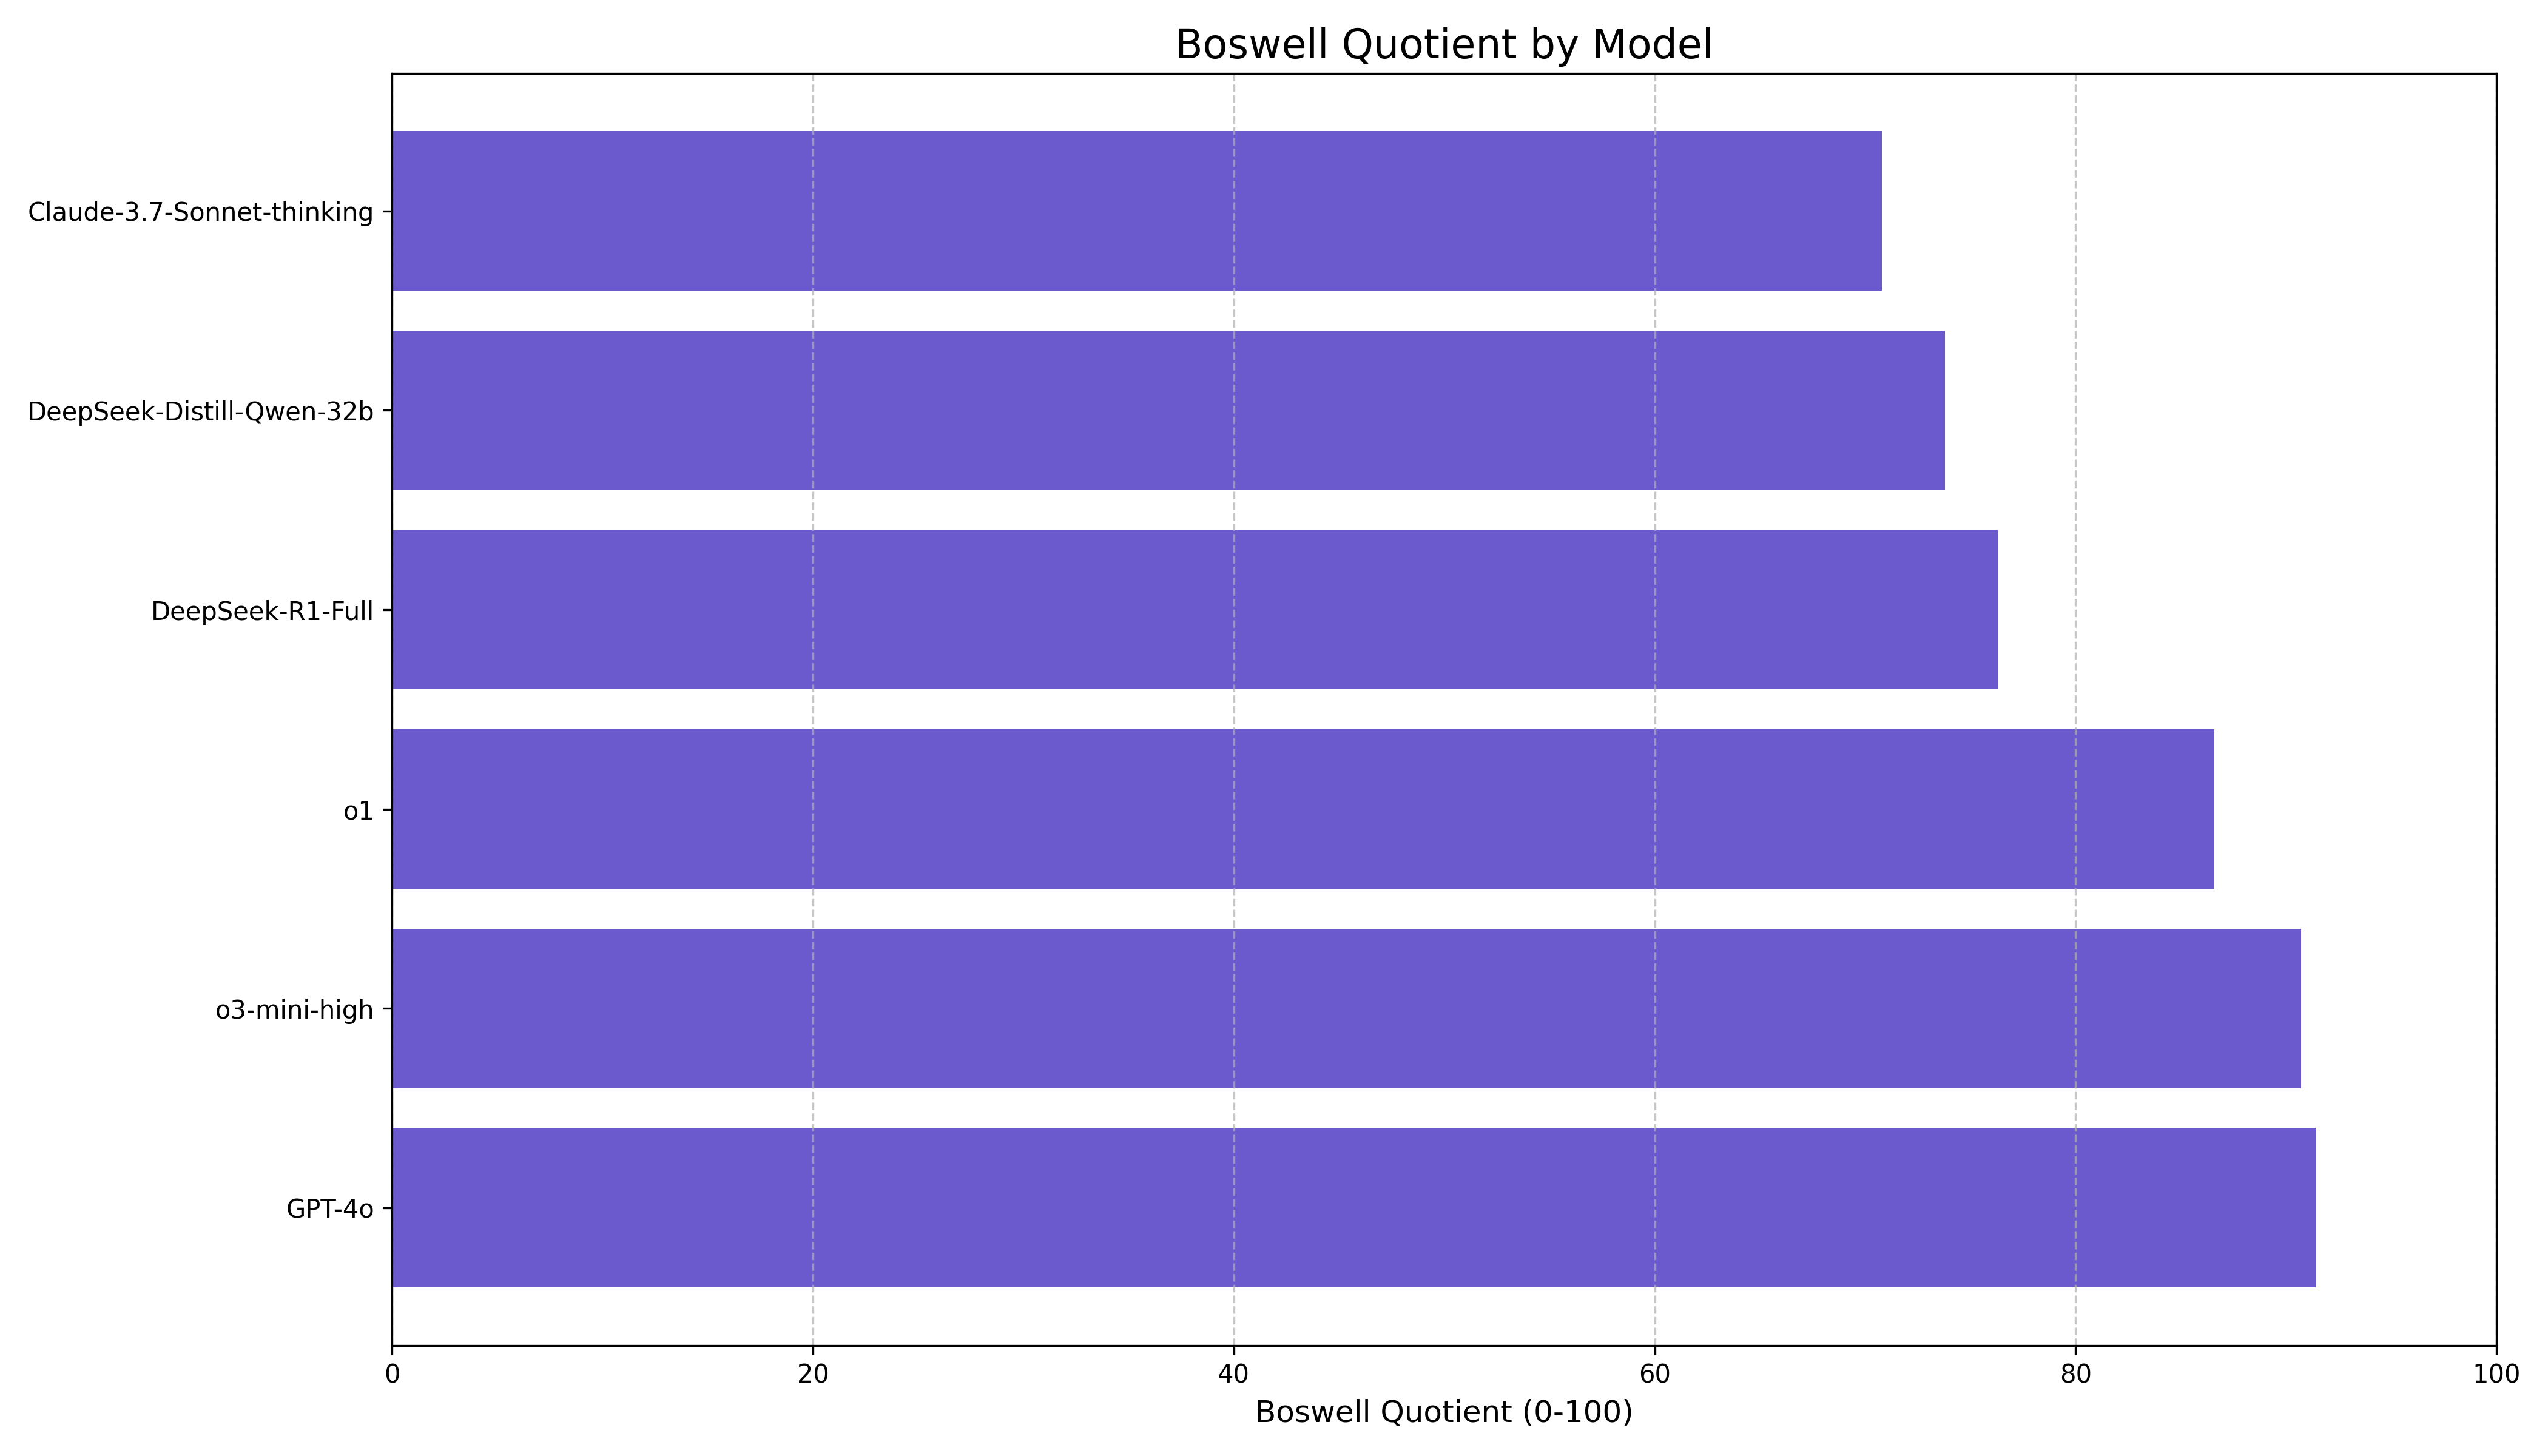 Boswell Quotient by Model
Claude-3.7-Sonnet-thinking
DeepSeek-Distill-Qwen-32b
DeepSeek-R1-Full
o1
o3-mini-high
GPT-4o
0 20 40 60 80 100
Boswell Quotient (0-100)